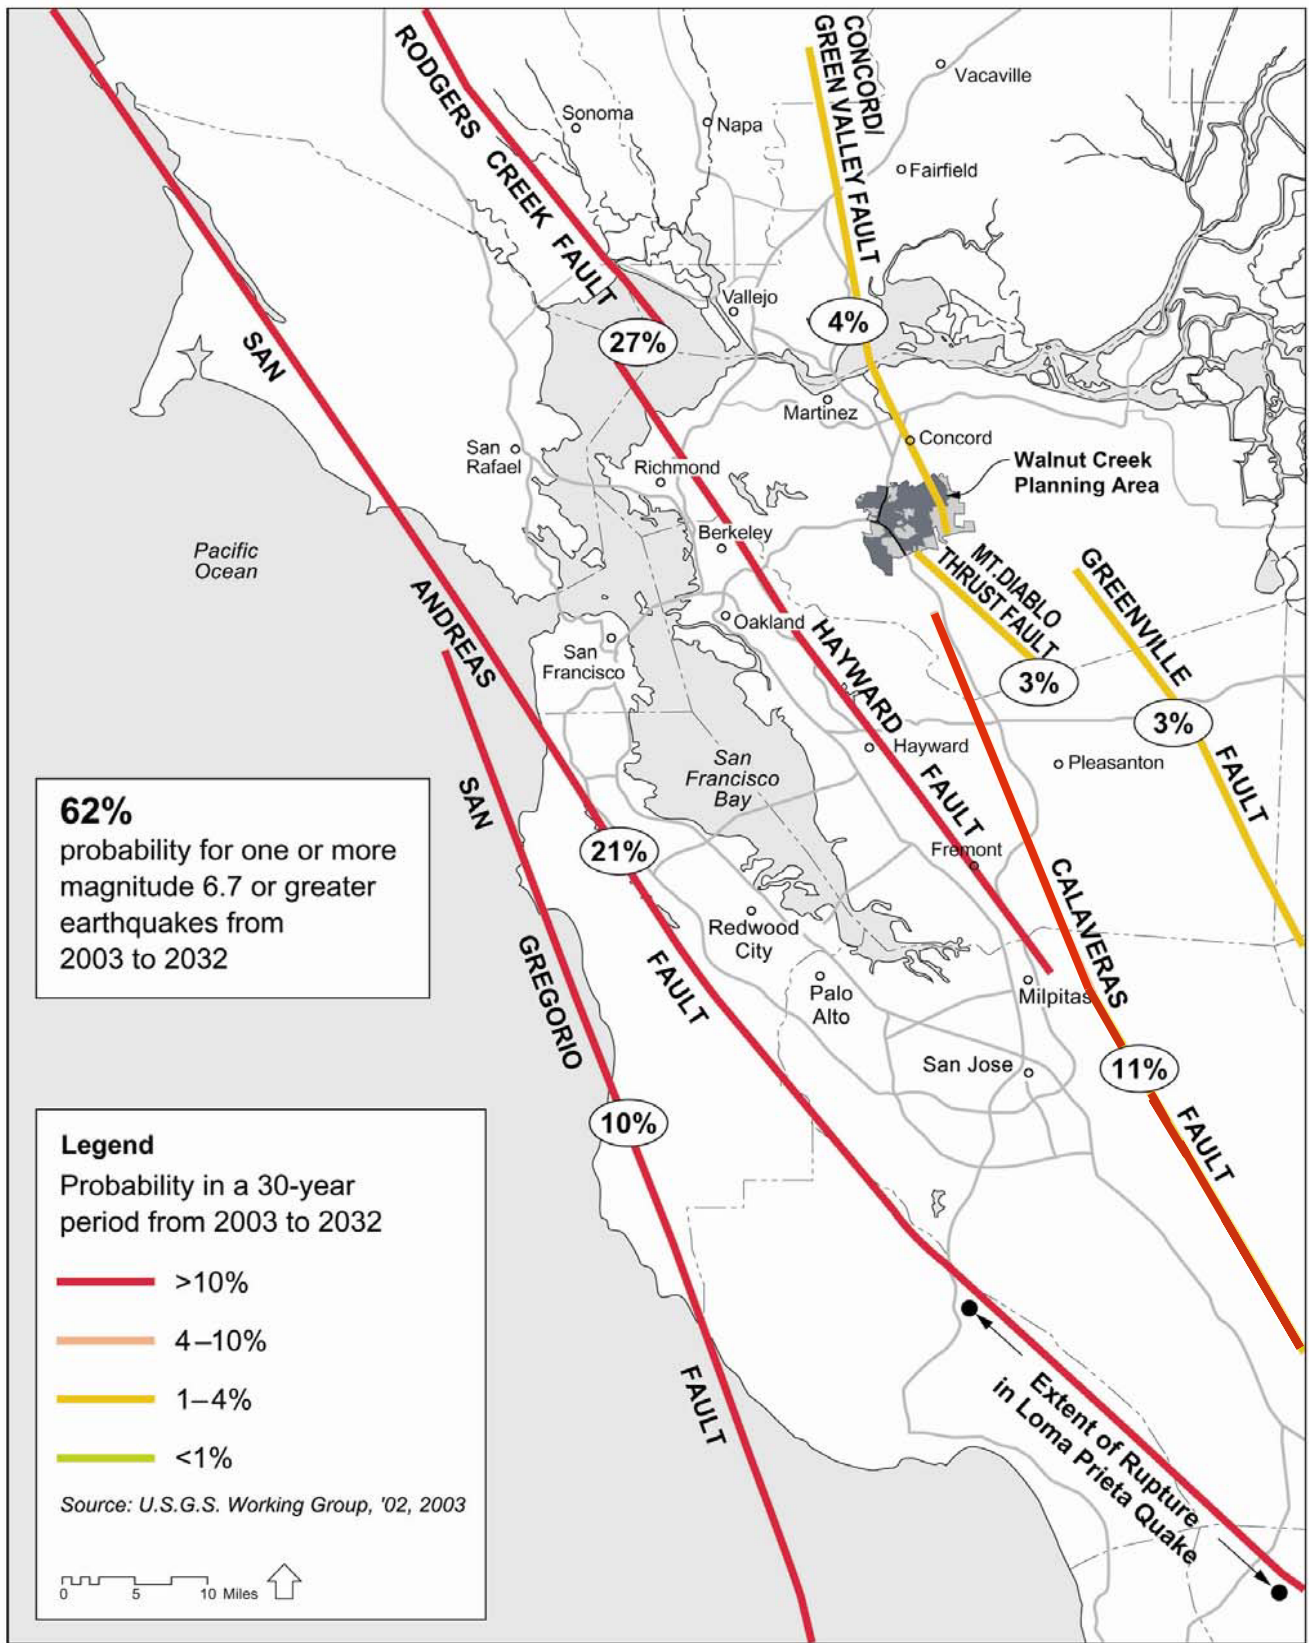 CONCORD/
GREEN VALLEY FAULT
Vacaville
RODGERS CREEK FAULT
Sonoma
Napa
Fairfield
Vallejo
4%
27%
SAN ANDREAS FAULT
Martinez
Concord
San
Rafael
Richmond
Walnut Creek
Planning Area
Berkeley
Pacific
Ocean
MT.DIABLO
THRUST FAULT
GREENVILLE FAULT
Oakland
HAYWARD FAULT
San
Francisco
3%
3%
Hayward
Pleasanton
San
Francisco
Bay
SAN GREGORIO FAULT
62%
probability for one or more
magnitude 6.7 or greater
earthquakes from
2003 to 2032
21%
Fremont
CALAVERAS FAULT
Redwood
City
Palo
Alto
Milpitas
San Jose
11%
10%
Legend
Probability in a 30-year
period from 2003 to 2032
>10%
4–10%
1–4%
<1%
Source: U.S.G.S. Working Group, '02, 2003
0 5 10 Miles
Extent of Rupture
in Loma Prieta Quake